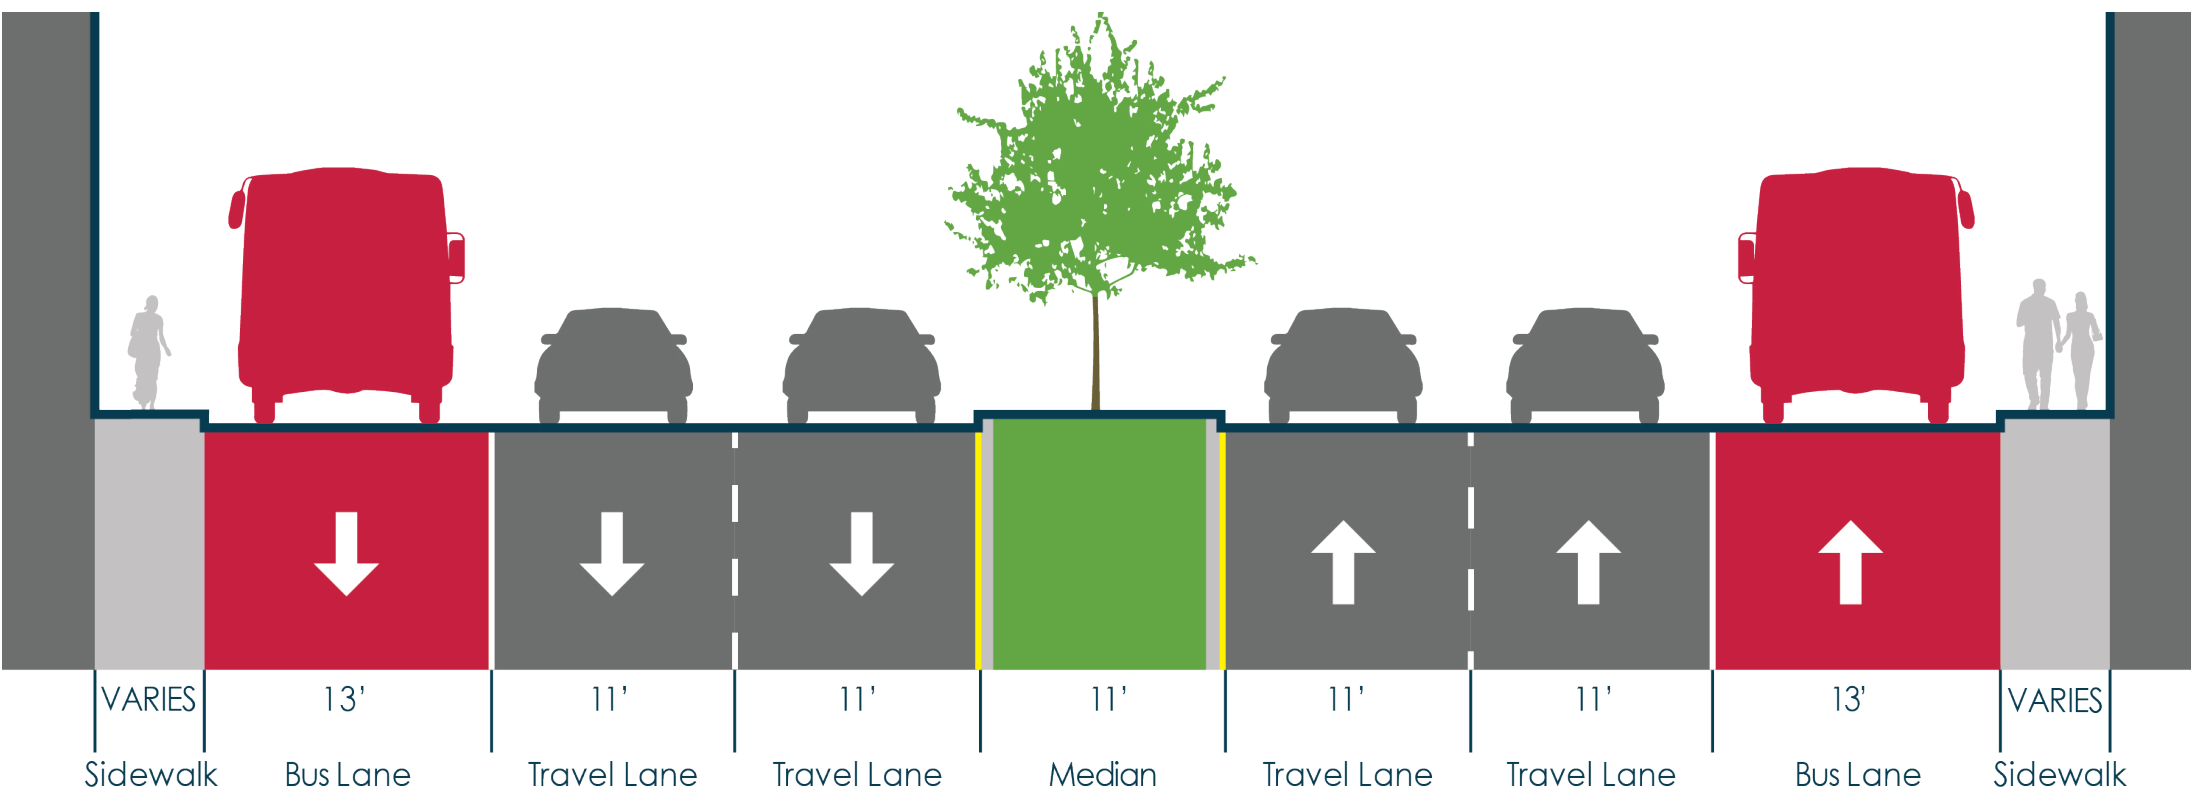 VARIES 13’ 11’ 11’ 11’ 11’ 11’ 13’ VARIES
Sidewalk Bus Lane Travel Lane Travel Lane Median Travel Lane Travel Lane Bus Lane Sidewalk